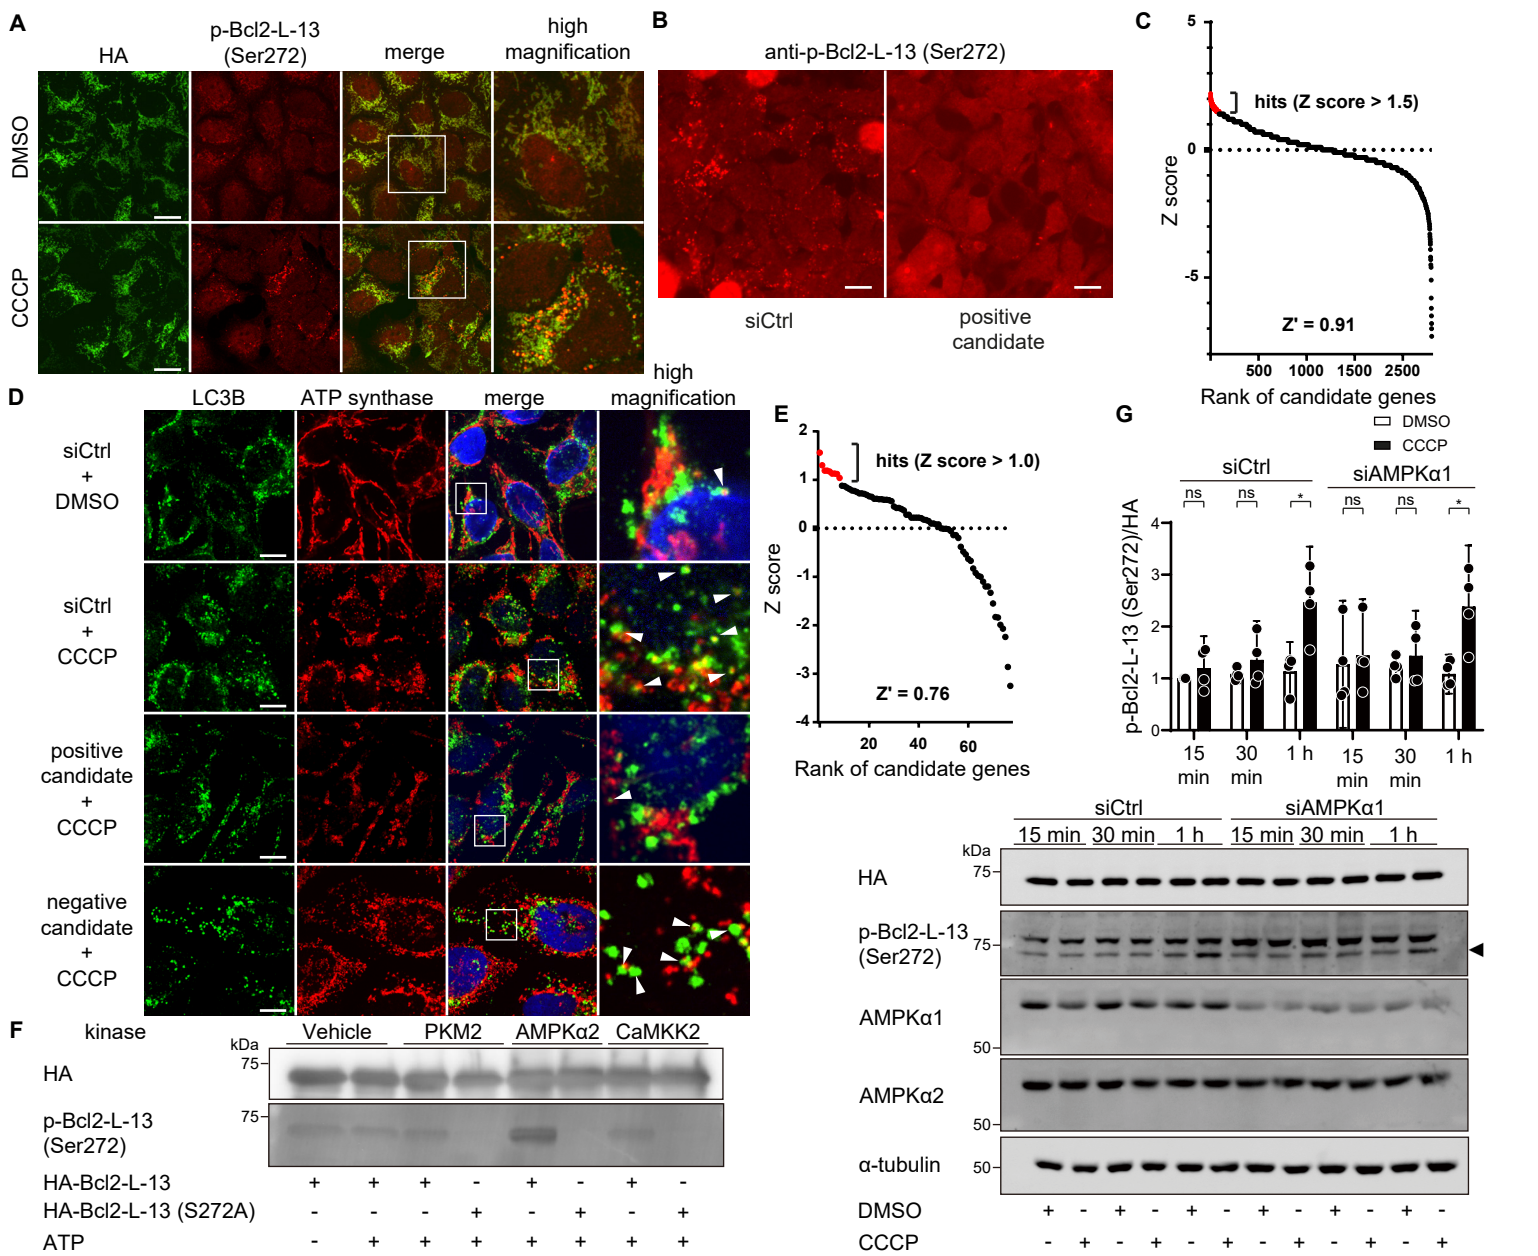 A
HA
p-Bcl2-L-13
(Ser272)
merge
high
magnification
DMSO
CCCP
B
anti-p-Bcl2-L-13 (Ser272)
siCtrl
positive
candidate
C
5
0
-5
Z score
hits (Z score > 1.5)
Z' = 0.91
500
1000
1500
2000
2500
Rank of candidate genes
D
LC3B
ATP synthase
merge
high
magnification
siCtrl
+
DMSO
siCtrl
+
CCCP
positive
candidate
+
CCCP
negative
candidate
+
CCCP
E
2
1
0
-1
-2
-3
-4
Z score
hits (Z score > 1.0)
Z' = 0.76
20
40
60
Rank of candidate genes
F
kinase
Vehicle
PKM2
AMPKα2
CaMKK2
kDa
HA
75
p-Bcl2-L-13
(Ser272)
75
HA-Bcl2-L-13 + + + - + - + -
HA-Bcl2-L-13 (S272A) - - - + - + - +
ATP - + + + + + + +
G
DMSO
CCCP
siCtrl
siAMPKα1
ns
ns
*
ns
ns
*
p-Bcl2-L-13 (Ser272)/HA
4
3
2
1
0
15
min
30
min
1 h
15
min
30
min
1 h
siCtrl
siAMPKα1
15 min
30 min
1 h
15 min
30 min
1 h
kDa
HA
75
p-Bcl2-L-13
(Ser272)
75
AMPKα1
50
AMPKα2
50
α-tubulin
50
DMSO + - + - + - + - + - + -
CCCP - + - + - + - + - + - +